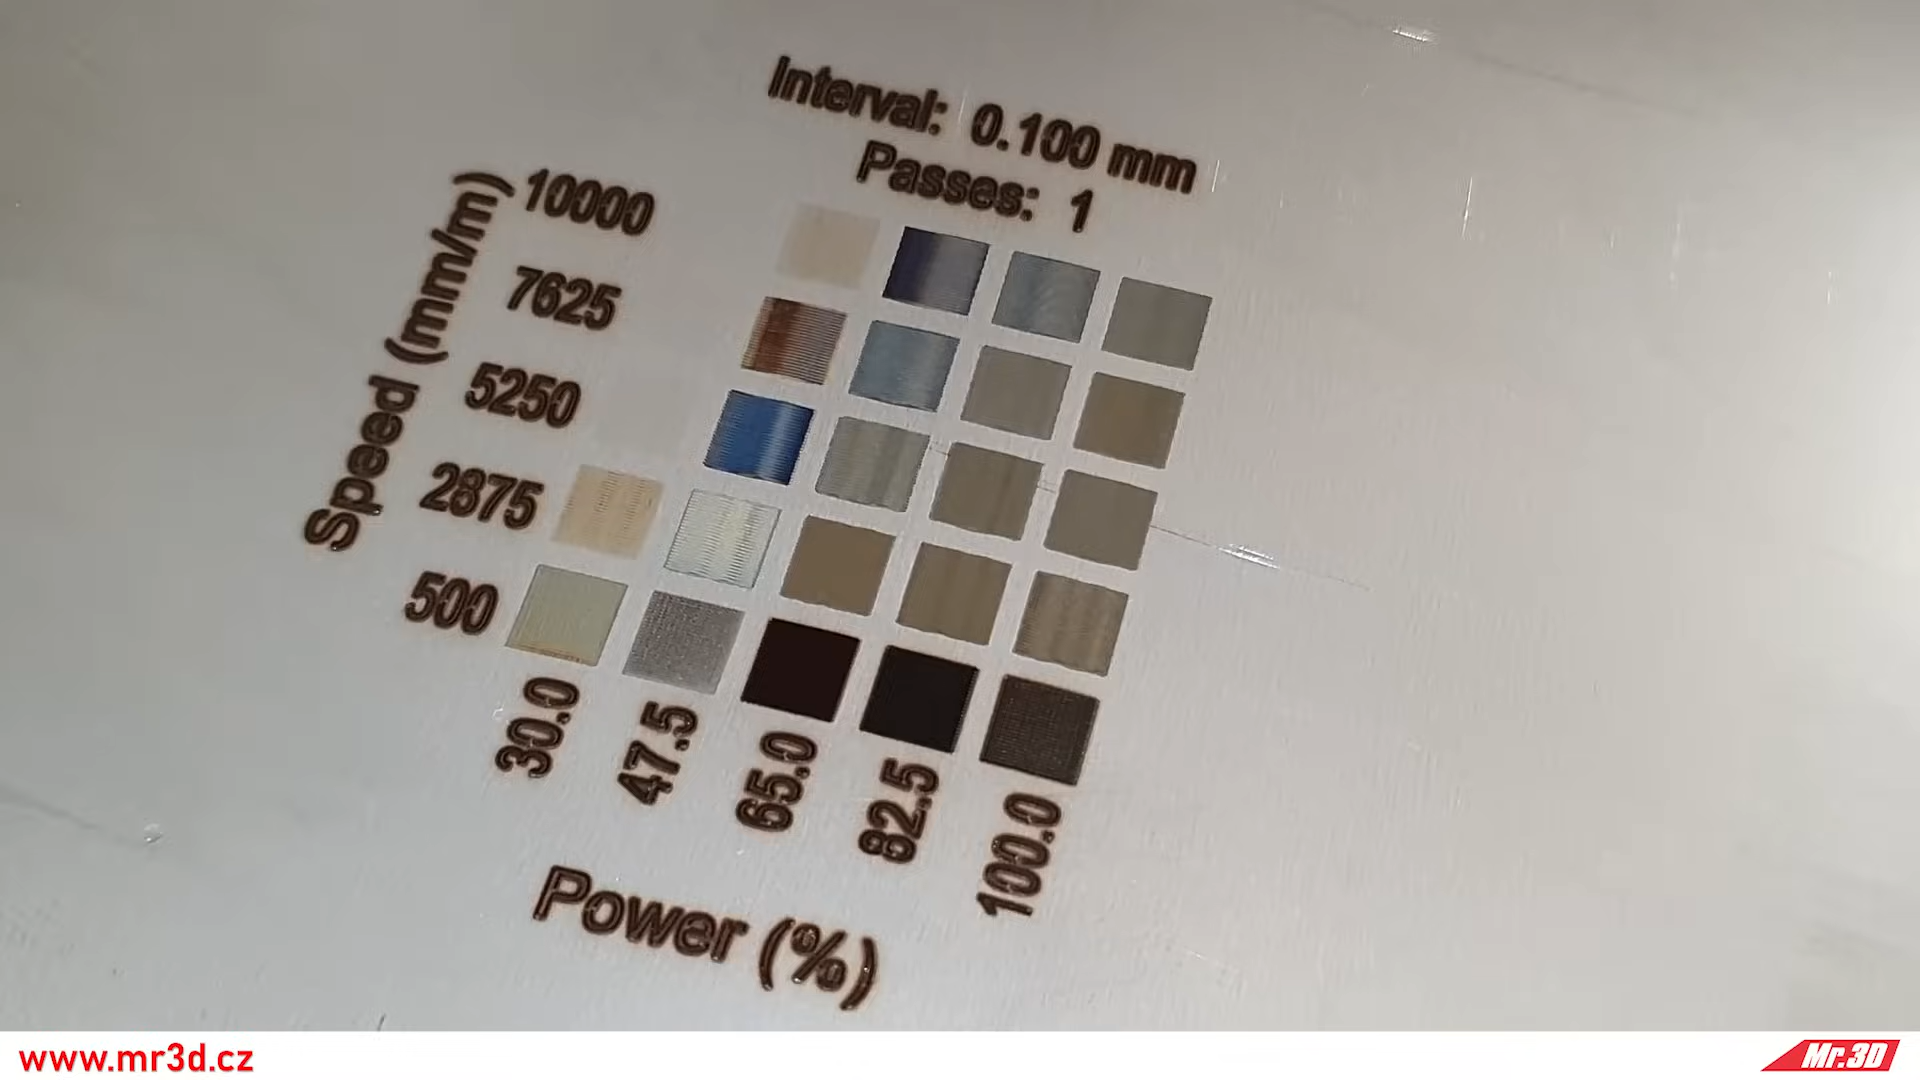 Interval: 0.100 mm
Passes: 1
Speed (mm/m)
10000
7625
5250
2875
500
30.0
47.5
65.0
82.5
100.0
Power (%)
www.mr3d.cz
Mr.3D